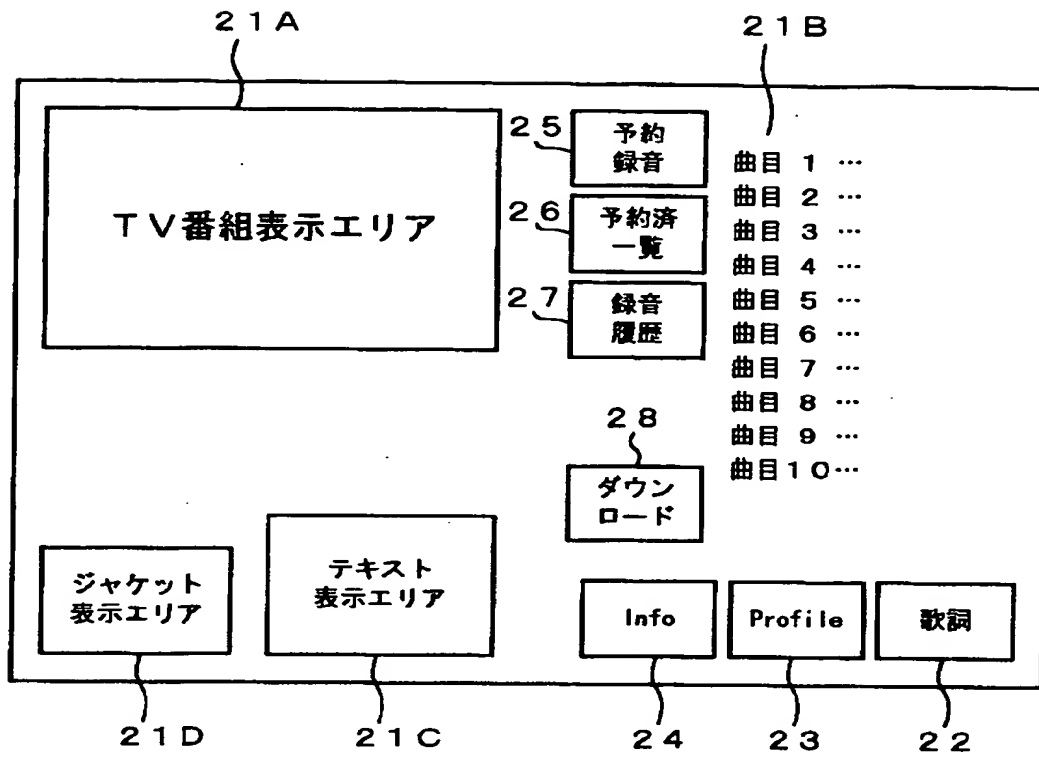 21A
21B
TV番組表示エリア
25
予約
録音
26
予約済
一覧
27
録音
履歴
曲目 1 …
曲目 2 …
曲目 3 …
曲目 4 …
曲目 5 …
曲目 6 …
曲目 7 …
曲目 8 …
曲目 9 …
曲目10…
28
ダウン
ロード
ジャケット
表示エリア
テキスト
表示エリア
Info
Profile
歌詞
21D
21C
24
23
22